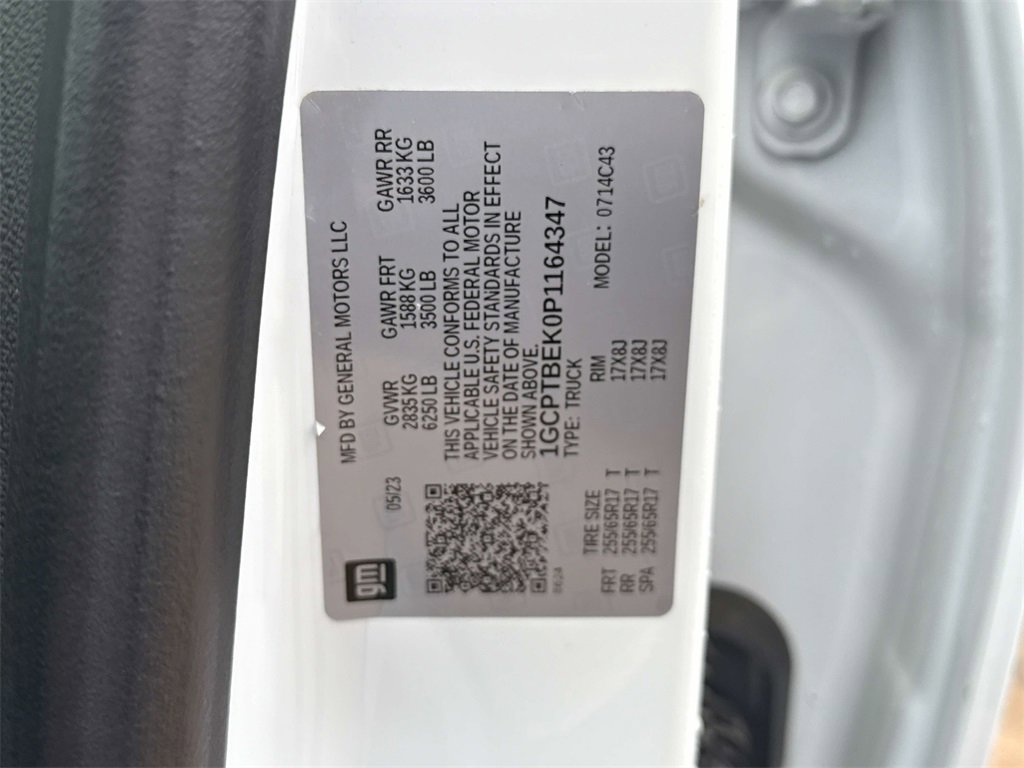 gm
05/23
MFD BY GENERAL MOTORS LLC
GVWR GAWR FRT GAWR RR
2835 KG 1588 KG 1633 KG
6250 LB 3500 LB 3600 LB
THIS VEHICLE CONFORMS TO ALL
APPLICABLE U.S. FEDERAL MOTOR
VEHICLE SAFETY STANDARDS IN EFFECT
ON THE DATE OF MANUFACTURE
SHOWN ABOVE.
1GCPTBEK0P1164347
TYPE: TRUCK
MODEL: 0714C43
TIRE SIZE RIM
FRT 255/65R17 T 17X8J
RR 255/65R17 T 17X8J
SPA 255/65R17 T 17X8J